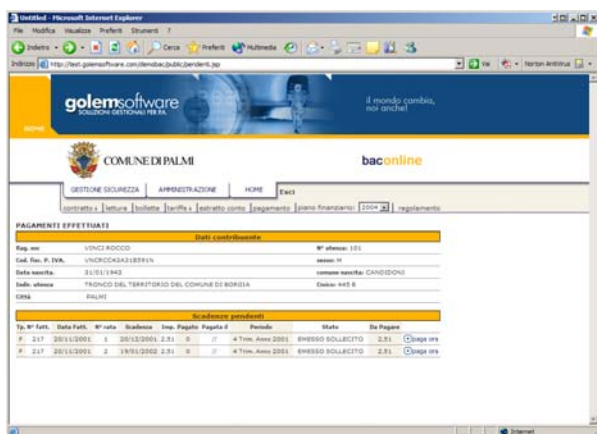 Untitled - Microsoft Internet Explorer
File Modifica Visualizza Preferiti Strumenti ?
Indietro Cerca Preferiti Multimedia
Indirizzo http://test.golemsoftware.com/demobac/public/pendenti.jsp Vai Norton AntiVirus
golemsoftware
SOLUZIONI GESTIONALI PER P.A.
il mondo cambia,
noi anche!
HOME
COMUNE DI PALMI
baconline
GESTIONE SICUREZZA AMMINISTRAZIONE HOME Esci
contratto letture bollette tariffe estratto conto pagamento piano finanziario 2004 regolamento
PAGAMENTI EFFETTUATI
Dati contribuente
Rag. soc VINCI ROCCO N° utenza: 101
Cod. fisc. P. IVA. sesso: M
Data nascita. 31/01/1942 comune nascita: CANDIDONI
Indir. utenza TRONCO DEL TERRITORIO DEL COMUNE DI BORGIA Civico: 445 B
Città PALMI
Scadenze pendenti
Tp. N° fatt. Data Fatt. N° rata Scadenza Imp. Pagato Pagata il Periodo Stato Da Pagare
F 217 20/11/2001 1 20/12/2001 2.51 0 // 4 Trim. Anno 2001 EMESSO SOLLECITO 2.51 paga ora
F 217 20/11/2001 2 19/01/2002 2.51 0 // 4 Trim. Anno 2001 EMESSO SOLLECITO 2.51 paga ora
Internet